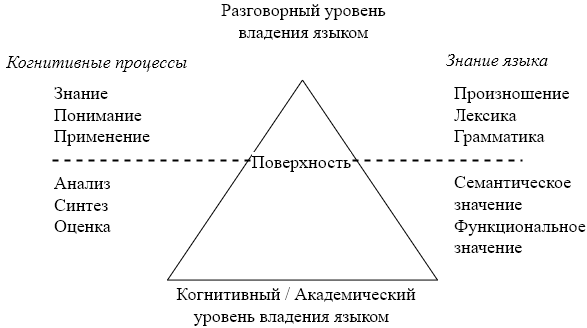 Разговорный уровень
владения языком
Когнитивные процессы
Знание языка
Знание
Понимание
Применение
Произношение
Лексика
Грамматика
Поверхность
Анализ
Синтез
Оценка
Семантическое
значение
Функциональное
значение
Когнитивный / Академический
уровень владения языком